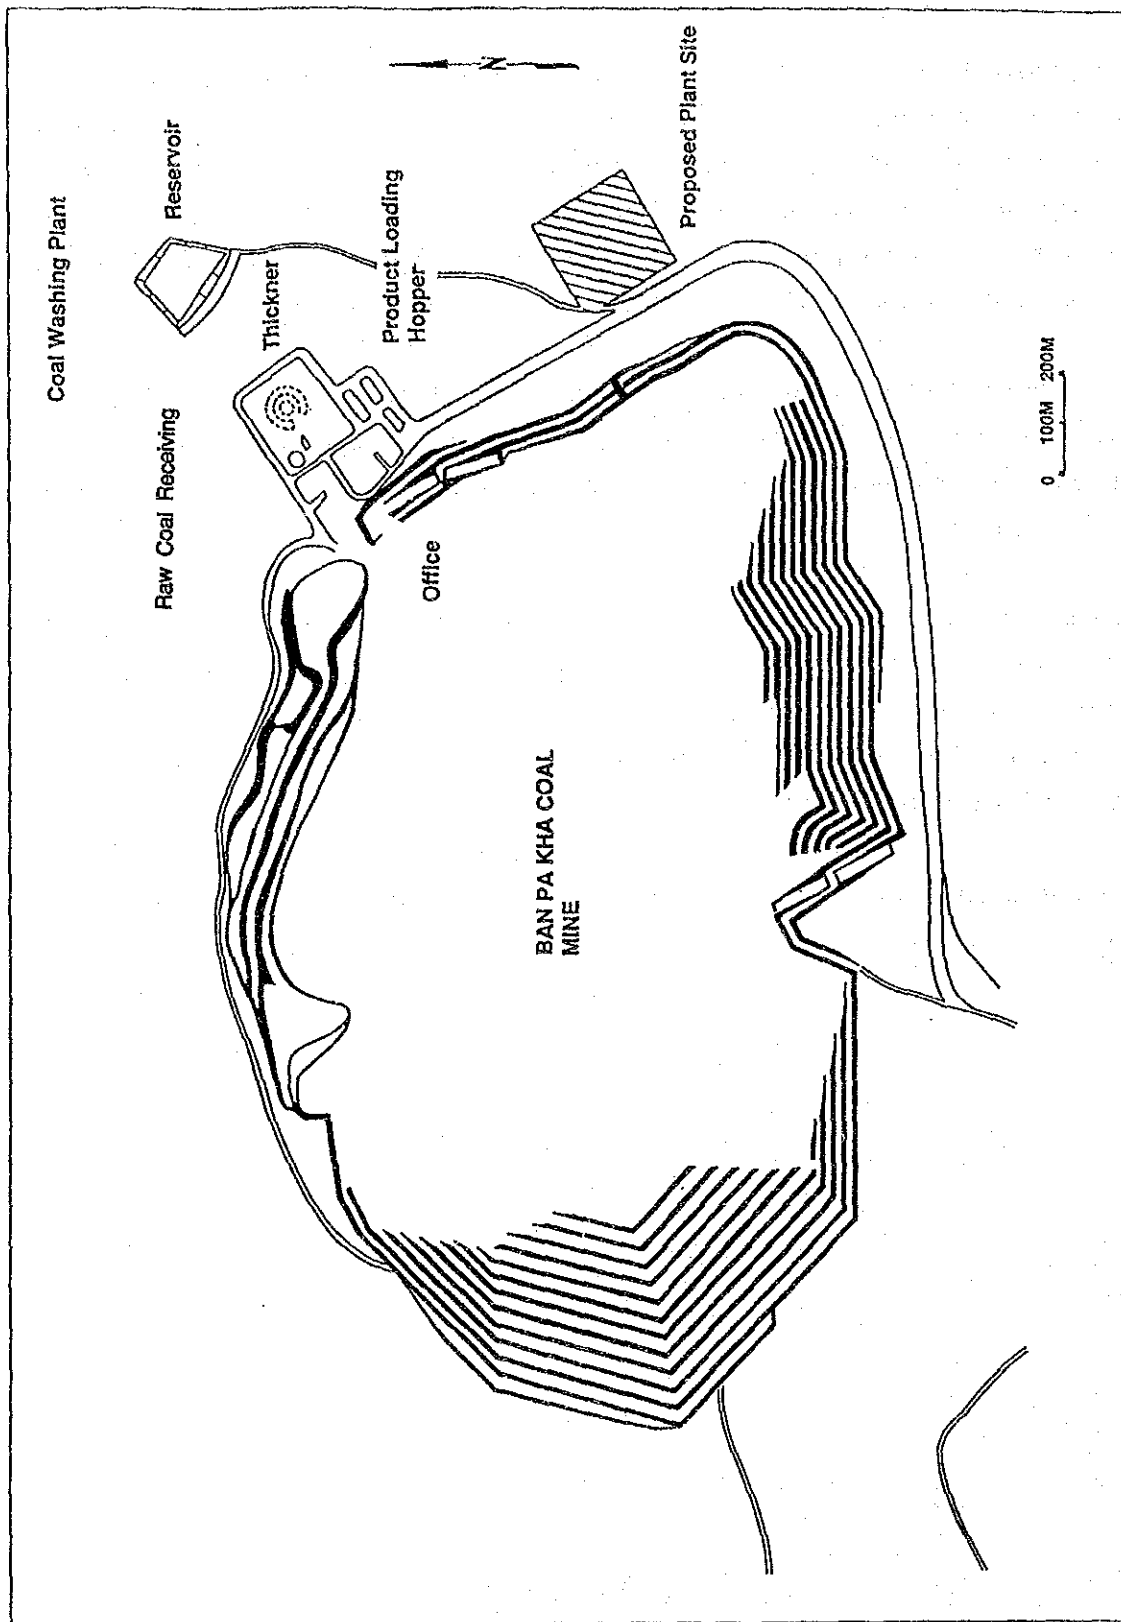 Coal Washing Plant
Reservoir
Raw Coal Receiving
Thickner
Product Loading
Hopper
N
Office
Proposed Plant Site
BAN PA KHA COAL
MINE
0 100M 200M